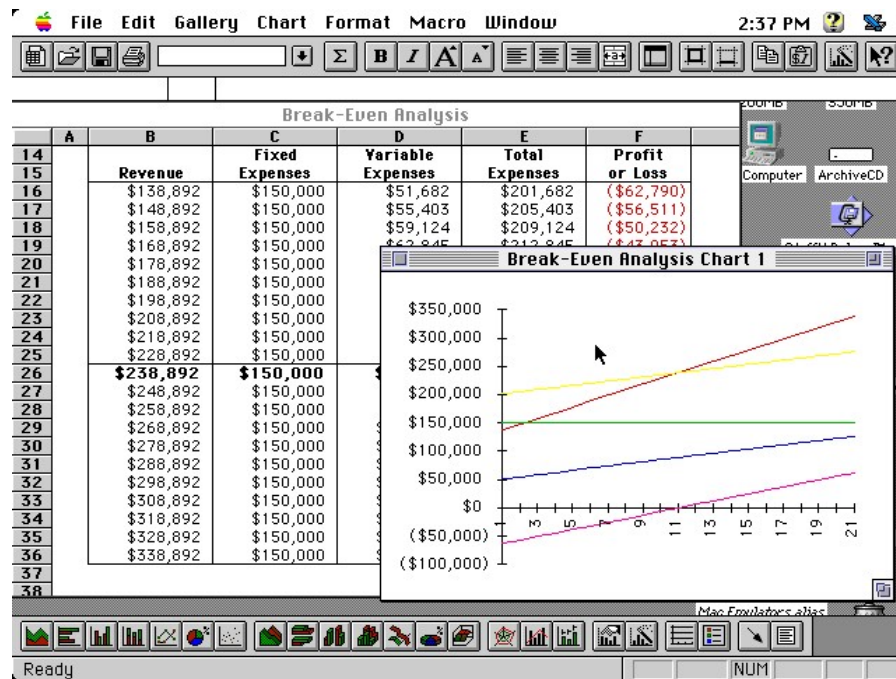 File Edit Gallery Chart Format Macro Window 2:37 PM
Break-Even Analysis
A B C D E F
14 Fixed Variable Total Profit
15 Revenue Expenses Expenses Expenses or Loss
16 $138,892 $150,000 $51,682 $201,682 ($62,790)
17 $148,892 $150,000 $55,403 $205,403 ($56,511)
18 $158,892 $150,000 $59,124 $209,124 ($50,232)
19 $168,892 $150,000
20 $178,892 $150,000
21 $188,892 $150,000
22 $198,892 $150,000
23 $208,892 $150,000
24 $218,892 $150,000
25 $228,892 $150,000
26 $238,892 $150,000
27 $248,892 $150,000
28 $258,892 $150,000
29 $268,892 $150,000
30 $278,892 $150,000
31 $288,892 $150,000
32 $298,892 $150,000
33 $308,892 $150,000
34 $318,892 $150,000
35 $328,892 $150,000
36 $338,892 $150,000
37
38
Computer ArchiveCD
Break-Even Analysis Chart 1
$350,000
$300,000
$250,000
$200,000
$150,000
$100,000
$50,000
$0
($50,000)
($100,000)
1 3 5 7 9 11 13 15 17 19 21
Mac Emulators alias
Ready NUM